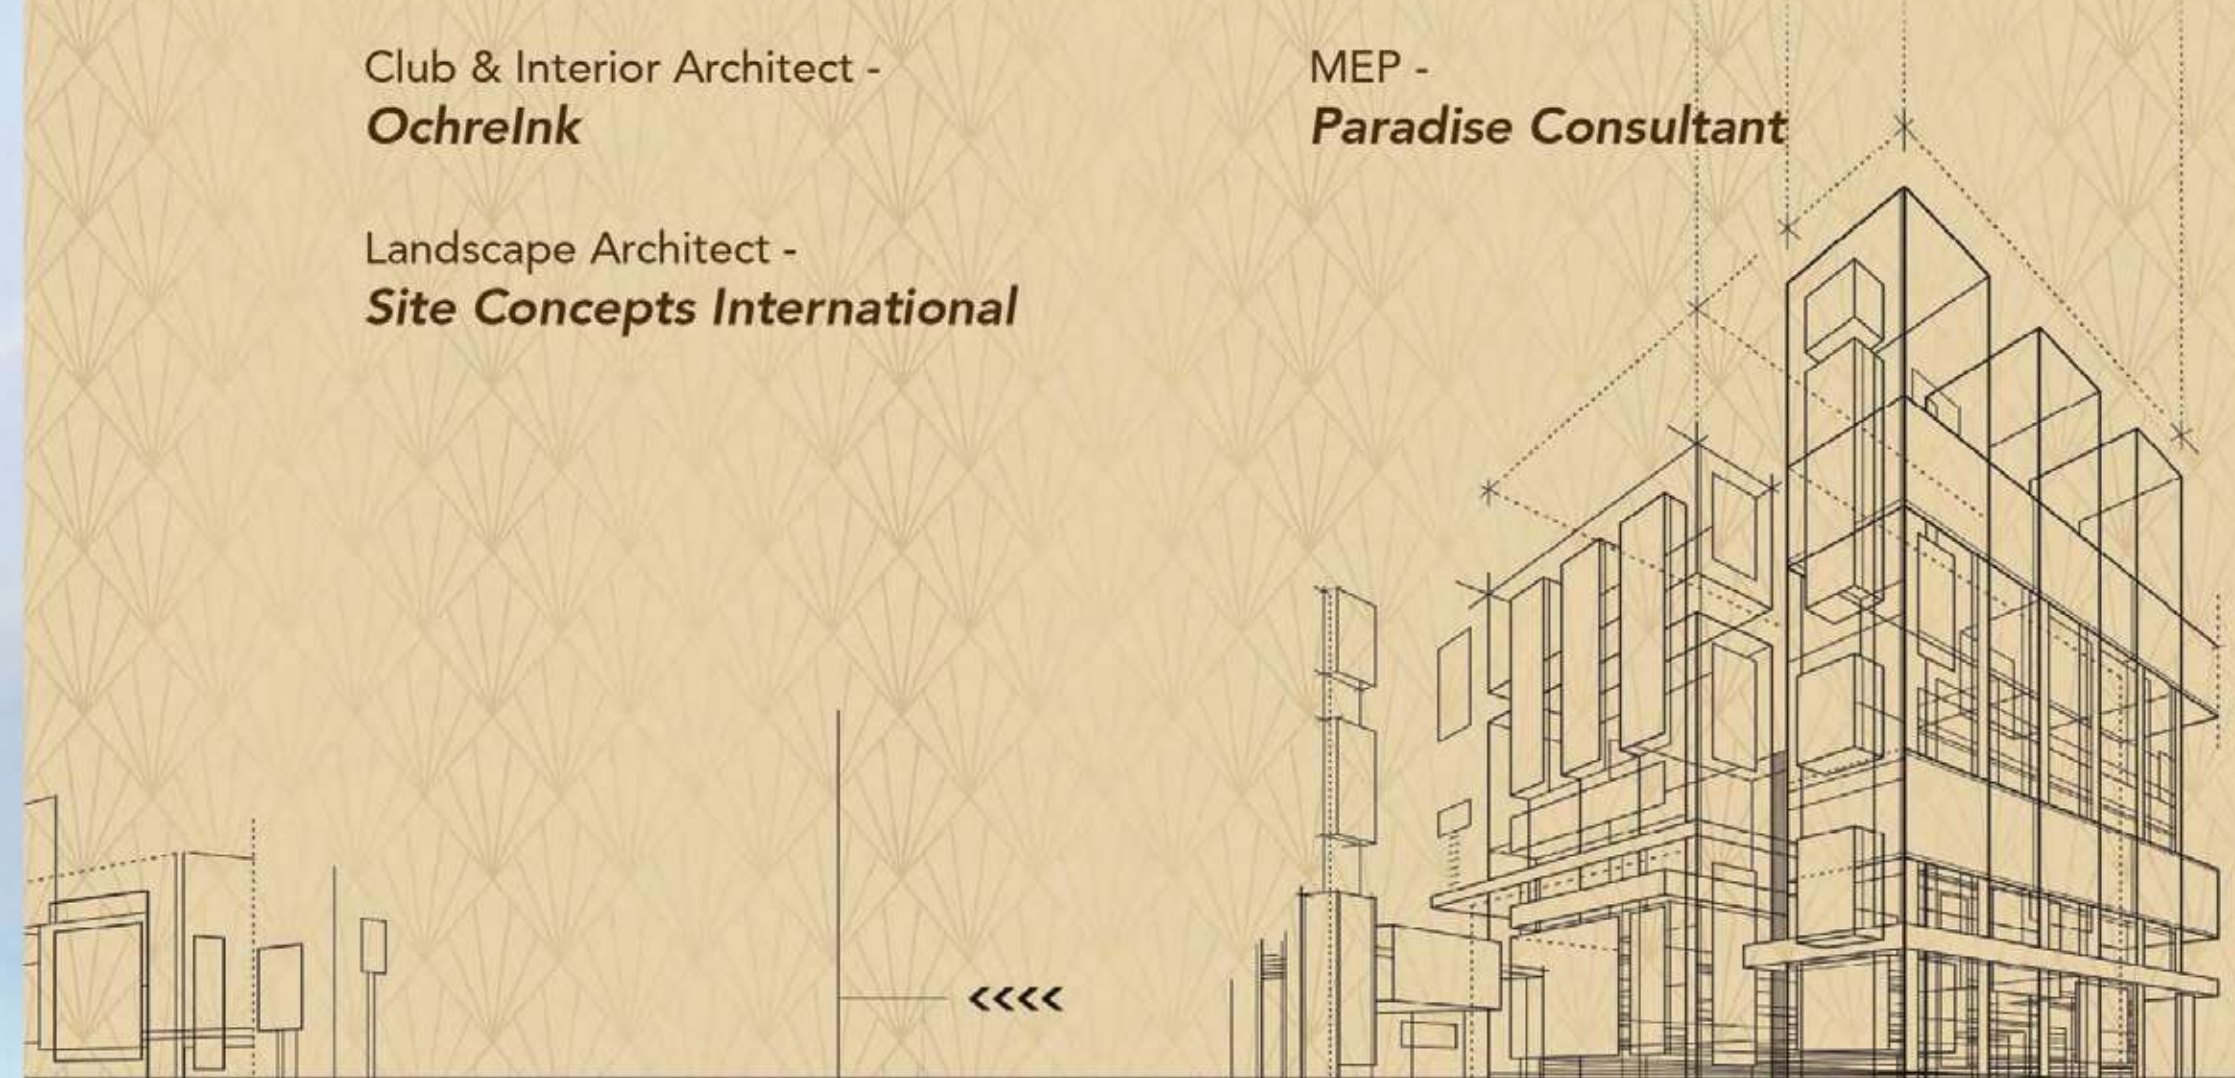 Club & Interior Architect -
OchreInk
Landscape Architect -
Site Concepts International
MEP -
Paradise Consultant